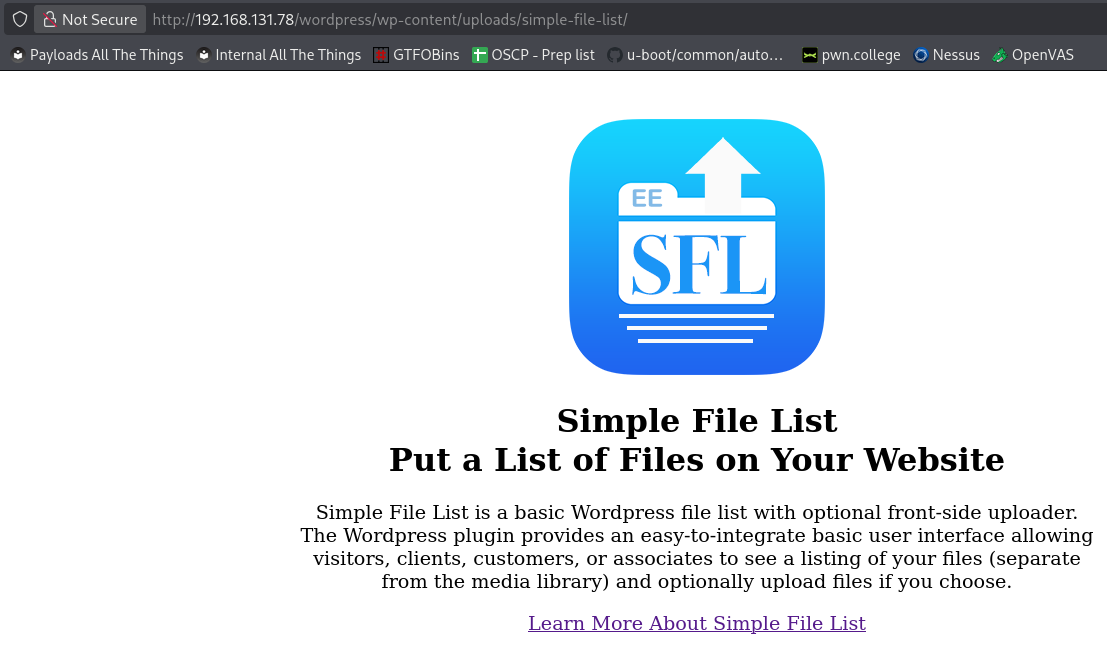 Not Secure http://192.168.131.78/wordpress/wp-content/uploads/simple-file-list/
Payloads All The Things Internal All The Things GTFOBins OSCP - Prep list u-boot/common/auto... pwn.college Nessus OpenVAS
EE
SFL
Simple File List
Put a List of Files on Your Website
Simple File List is a basic Wordpress file list with optional front-side uploader.
The Wordpress plugin provides an easy-to-integrate basic user interface allowing
visitors, clients, customers, or associates to see a listing of your files (separate
from the media library) and optionally upload files if you choose.
Learn More About Simple File List